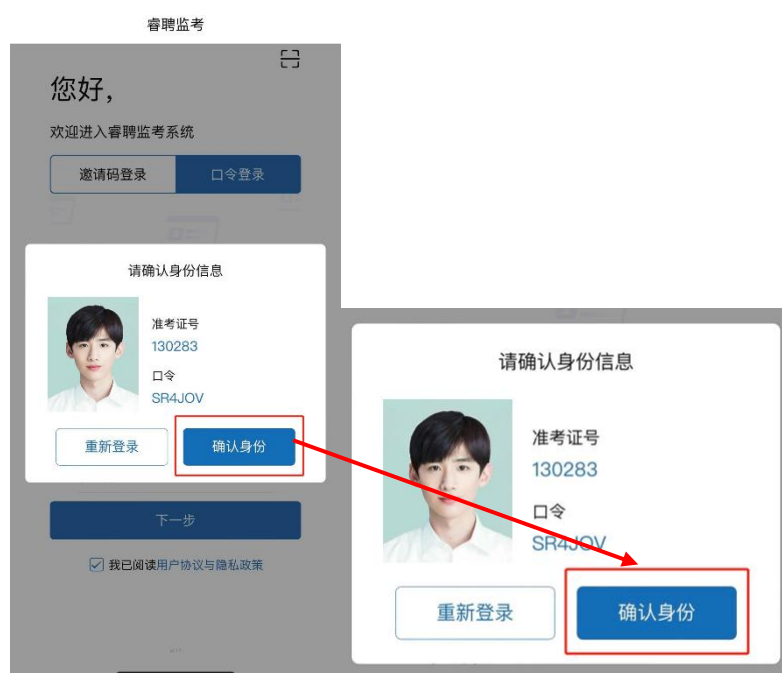 睿聘监考
您好，
欢迎进入睿聘监考系统
邀请码登录 口令登录
请确认身份信息
准考证号
130283
口令
SR4JOV
重新登录 确认身份
下一步
我已阅读用户协议与隐私政策
请确认身份信息
准考证号
130283
口令
SR4JOV
重新登录 确认身份